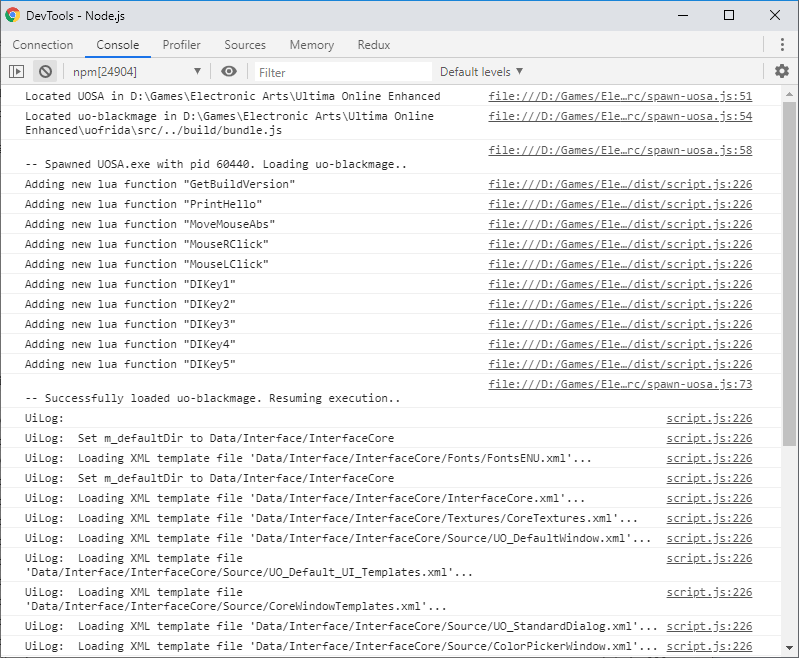 DevTools - Node.js
Connection Console Profiler Sources Memory Redux
npm[24904] ▼ Filter Default levels ▼
Located UOSA in D:\Games\Electronic Arts\Ultima Online Enhanced file:///D:/Games/Ele…rc/spawn-uosa.js:51
Located uo-blackmage in D:\Games\Electronic Arts\Ultima Online file:///D:/Games/Ele…rc/spawn-uosa.js:54
Enhanced\uofrida\src/../build/bundle.js
file:///D:/Games/Ele…rc/spawn-uosa.js:58
-- Spawned UOSA.exe with pid 60440. Loading uo-blackmage..
Adding new lua function "GetBuildVersion" file:///D:/Games/Ele…/dist/script.js:226
Adding new lua function "PrintHello" file:///D:/Games/Ele…/dist/script.js:226
Adding new lua function "MoveMouseAbs" file:///D:/Games/Ele…/dist/script.js:226
Adding new lua function "MouseRClick" file:///D:/Games/Ele…/dist/script.js:226
Adding new lua function "MouseLClick" file:///D:/Games/Ele…/dist/script.js:226
Adding new lua function "DIKey1" file:///D:/Games/Ele…/dist/script.js:226
Adding new lua function "DIKey2" file:///D:/Games/Ele…/dist/script.js:226
Adding new lua function "DIKey3" file:///D:/Games/Ele…/dist/script.js:226
Adding new lua function "DIKey4" file:///D:/Games/Ele…/dist/script.js:226
Adding new lua function "DIKey5" file:///D:/Games/Ele…/dist/script.js:226
file:///D:/Games/Ele…rc/spawn-uosa.js:73
-- Successfully loaded uo-blackmage. Resuming execution..
UiLog: script.js:226
UiLog: Set m_defaultDir to Data/Interface/InterfaceCore script.js:226
UiLog: Loading XML template file 'Data/Interface/InterfaceCore/Fonts/FontsENU.xml'... script.js:226
UiLog: Set m_defaultDir to Data/Interface/InterfaceCore script.js:226
UiLog: Loading XML template file 'Data/Interface/InterfaceCore/InterfaceCore.xml'... script.js:226
UiLog: Loading XML template file 'Data/Interface/InterfaceCore/Textures/CoreTextures.xml'... script.js:226
UiLog: Loading XML template file 'Data/Interface/InterfaceCore/Source/UO_DefaultWindow.xml'... script.js:226
UiLog: Loading XML template file script.js:226
'Data/Interface/InterfaceCore/Source/UO_Default_UI_Templates.xml'...
UiLog: Loading XML template file script.js:226
'Data/Interface/InterfaceCore/Source/CoreWindowTemplates.xml'...
UiLog: Loading XML template file 'Data/Interface/InterfaceCore/Source/UO_StandardDialog.xml'... script.js:226
UiLog: Loading XML template file 'Data/Interface/InterfaceCore/Source/ColorPickerWindow.xml'... script.js:226